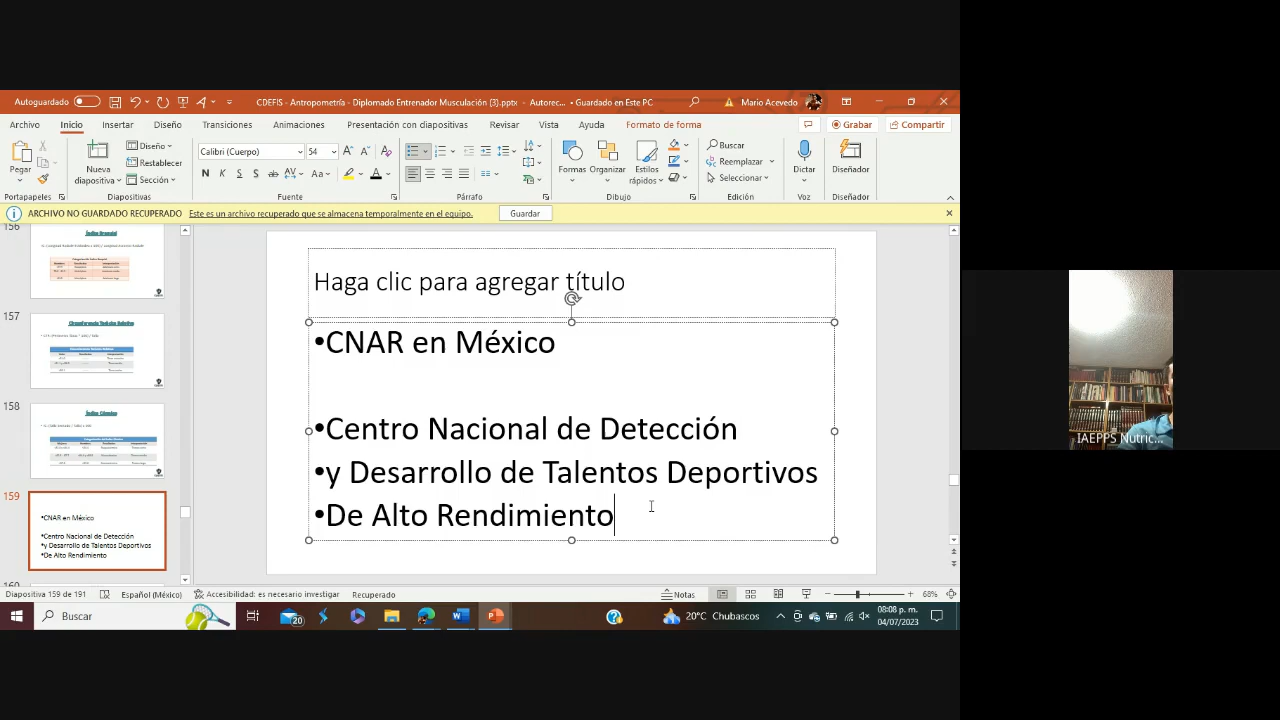 Autoguardado
CDEFIS - Antropometría - Diplomado Entrenador Musculación (3).pptx - Autorec... • Guardado en Este PC
Mario Acevedo
Archivo Inicio Insertar Diseño Transiciones Animaciones Presentación con diapositivas Revisar Vista Ayuda Formato de forma Grabar Compartir
Pegar
Nueva diapositiva
Diseño
Restablecer
Sección
Calibri (Cuerpo) 54
N K S S ab AV Aa A
Formas Organizar Estilos rápidos
Buscar
Reemplazar
Seleccionar
Dictar
Diseñador
Portapapeles Diapositivas Fuente Párrafo Dibujo Edición Voz Diseñador
ARCHIVO NO GUARDADO RECUPERADO Este es un archivo recuperado que se almacena temporalmente en el equipo. Guardar
156
157
158
159
•CNAR en México
•Centro Nacional de Detección
•y Desarrollo de Talentos Deportivos
•De Alto Rendimiento
160
Haga clic para agregar título
•CNAR en México
•Centro Nacional de Detección
•y Desarrollo de Talentos Deportivos
•De Alto Rendimiento
IAEPPS Nutric...
Diapositiva 159 de 191 Español (México) Accesibilidad: es necesario investigar Recuperado Notas 68%
Buscar
20
20°C Chubascos
08:08 p. m.
04/07/2023